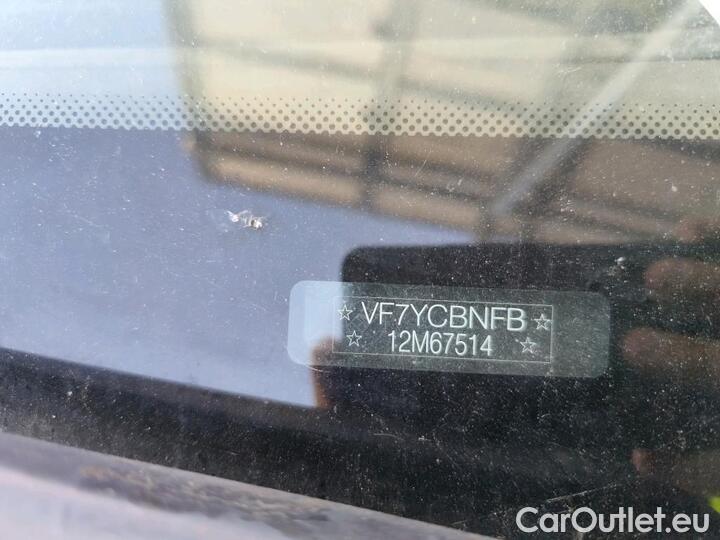 ☆ VF7YCBNFB ☆
☆ 12M67514 ☆
CarOutlet.eu